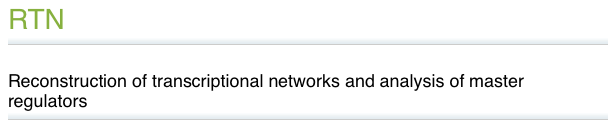 RTN
Reconstruction of transcriptional networks and analysis of master
regulators